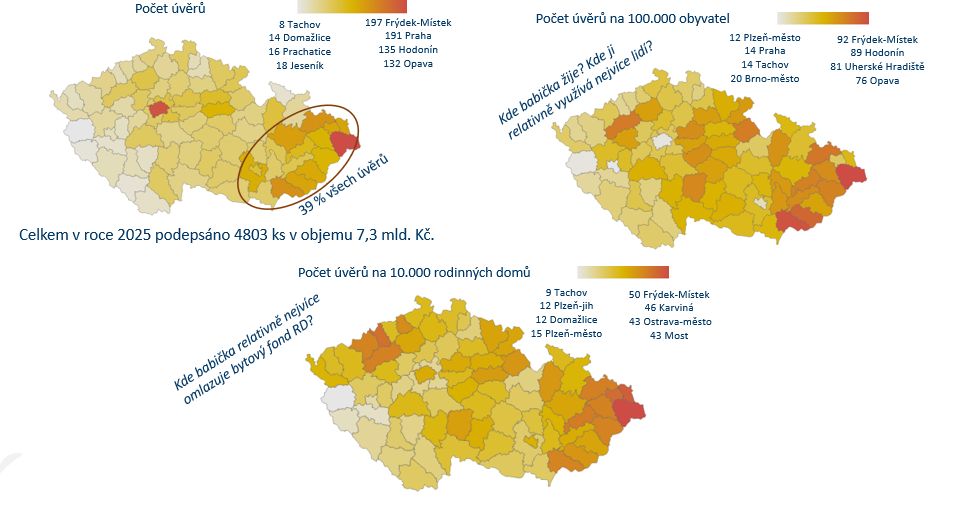 Počet úvěrů
8 Tachov
14 Domažlice
16 Prachatice
18 Jeseník
197 Frýdek-Místek
191 Praha
135 Hodonín
132 Opava
39 % všech úvěrů
Celkem v roce 2025 podepsáno 4803 ks v objemu 7,3 mld. Kč.
Počet úvěrů na 100.000 obyvatel
12 Plzeň-město
14 Praha
14 Tachov
20 Brno-město
92 Frýdek-Místek
89 Hodonín
81 Uherské Hradiště
76 Opava
Kde babička žije? Kde ji
relativně využívá nejvíce lidí?
Počet úvěrů na 10.000 rodinných domů
9 Tachov
12 Plzeň-jih
12 Domažlice
15 Plzeň-město
50 Frýdek-Místek
46 Karviná
43 Ostrava-město
43 Most
Kde babička relativně nejvíce
omlazuje bytový fond RD?